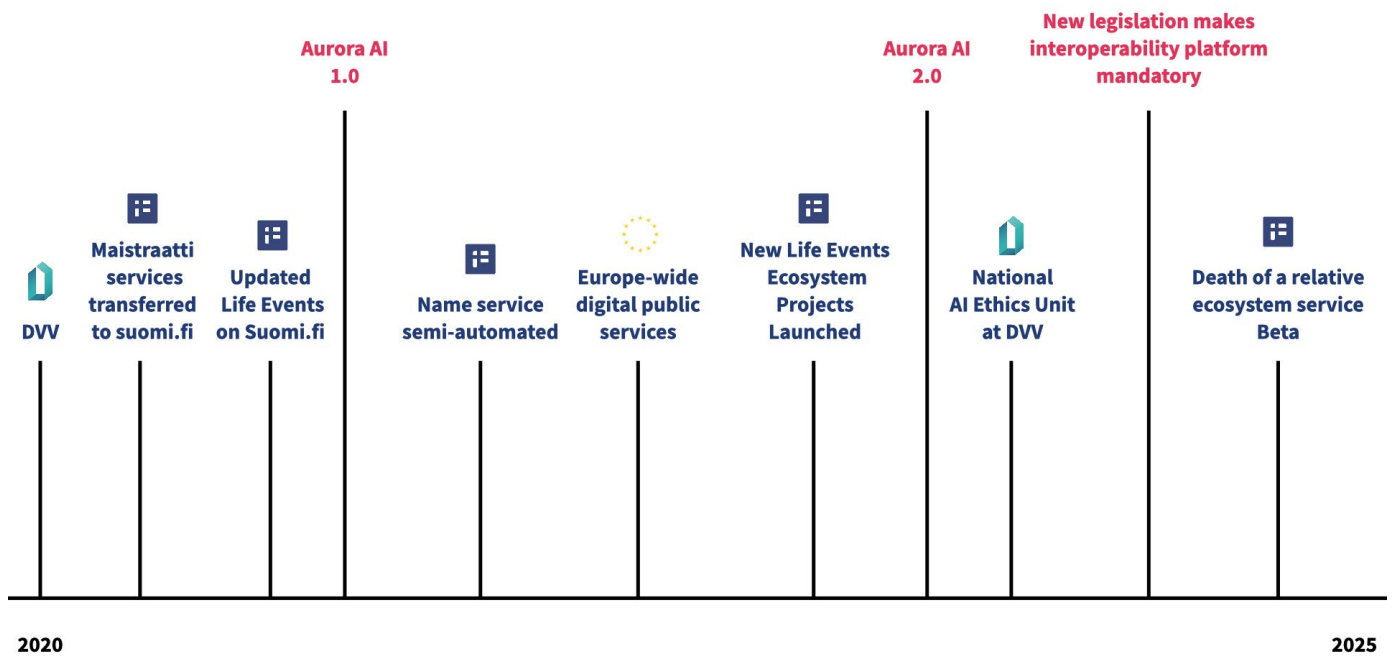 Aurora AI
1.0
Aurora AI
2.0
New legislation makes
interoperability platform
mandatory
DVV
Maistraatti
services
transferred
to suomi.fi
Updated
Life Events
on Suomi.fi
Name service
semi-automated
Europe-wide
digital public
services
New Life Events
Ecosystem
Projects
Launched
National
AI Ethics Unit
at DVV
Death of a relative
ecosystem service
Beta
2020
2025